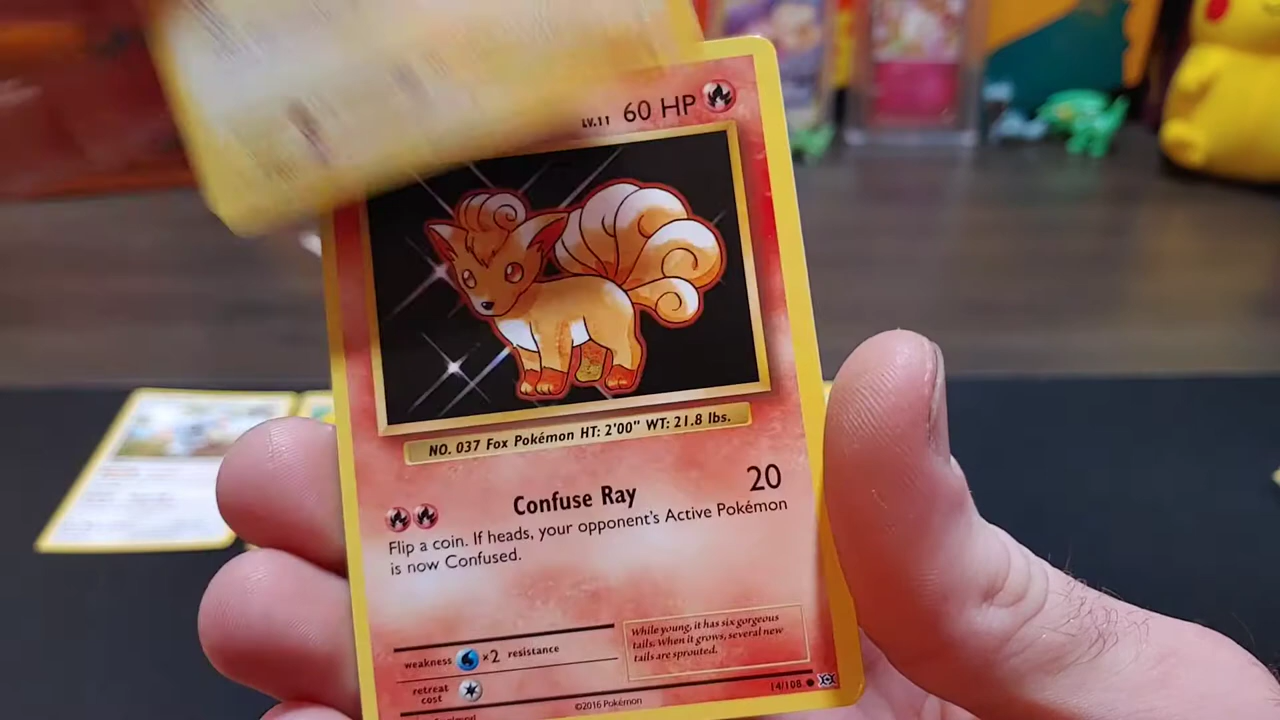 LV.11 60 HP
NO. 037 Fox Pokémon HT: 2'00" WT: 21.8 lbs.
Confuse Ray 20
Flip a coin. If heads, your opponent's Active Pokémon
is now Confused.
While young, it has six gorgeous
tails. When it grows, several new
tails are sprouted.
weakness ×2 resistance
retreat
cost
14/108
©2016 Pokémon